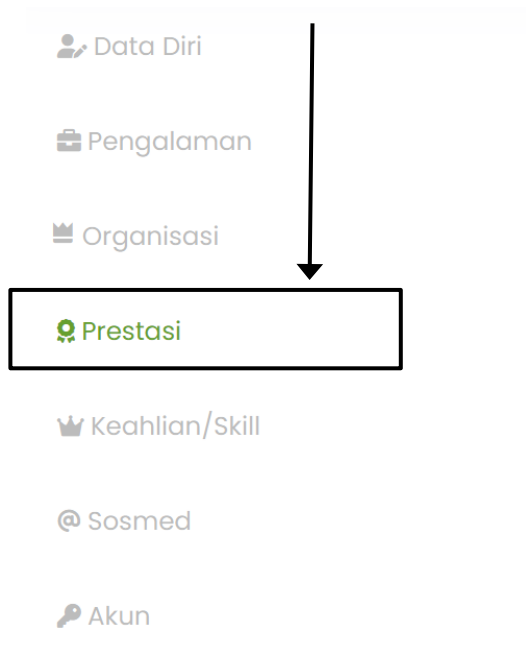 Data Diri
Pengalaman
Organisasi
Prestasi
Keahlian/Skill
@ Sosmed
Akun